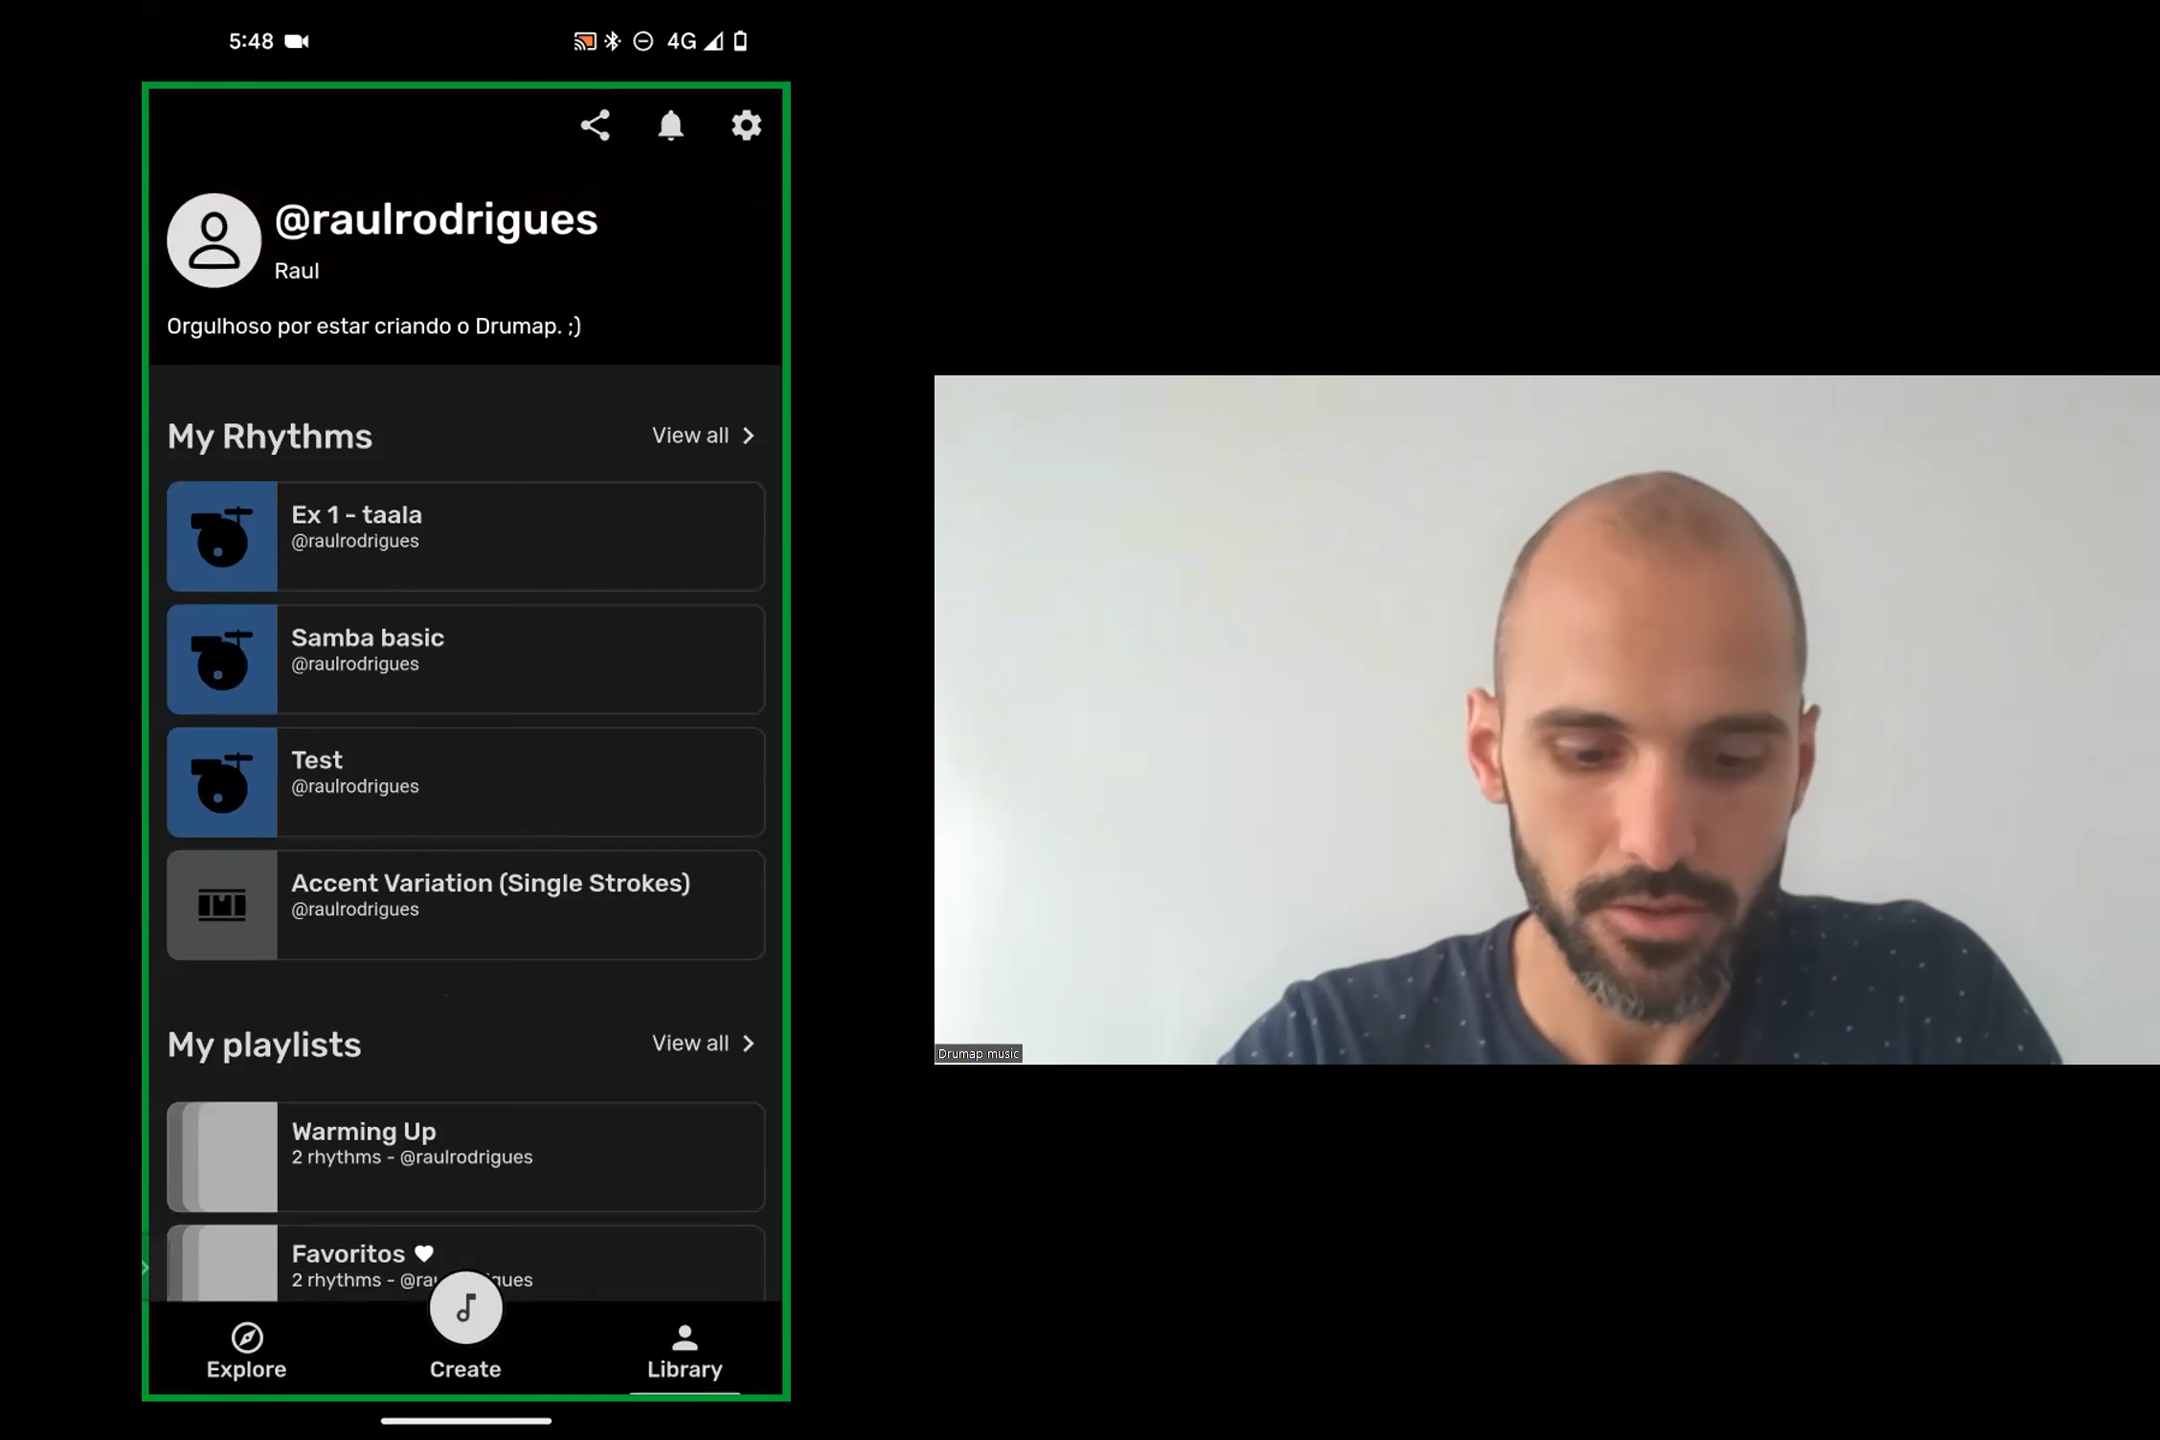 5:48
4G
@raulrodrigues
Raul
Orgulhoso por estar criando o Drumap. ;)
My Rhythms
View all
Ex 1 - taala
@raulrodrigues
Samba basic
@raulrodrigues
Test
@raulrodrigues
Accent Variation (Single Strokes)
@raulrodrigues
My playlists
View all
Warming Up
2 rhythms - @raulrodrigues
Favoritos
2 rhythms - @rau gues
Explore
Create
Library
Drumap music